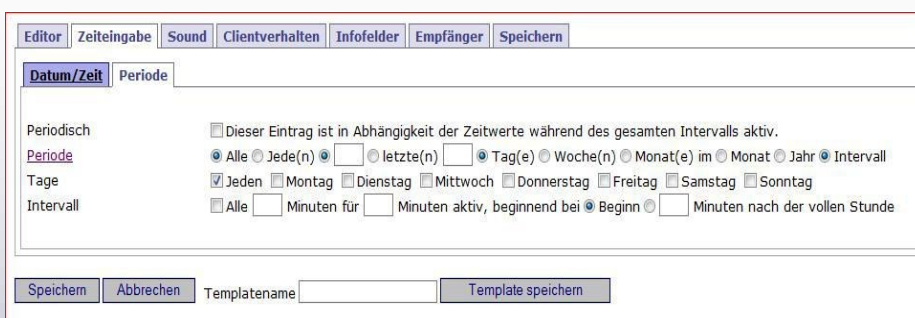 Editor Zeiteingabe Sound Clientverhalten Infofelder Empfänger Speichern
Datum/Zeit Periode
Periodisch Dieser Eintrag ist in Abhängigkeit der Zeitwerte während des gesamten Intervalls aktiv.
Periode Alle Jede(n) letzte(n) Tag(e) Woche(n) Monat(e) im Monat Jahr Intervall
Tage Jeden Montag Dienstag Mittwoch Donnerstag Freitag Samstag Sonntag
Intervall Alle Minuten für Minuten aktiv, beginnend bei Beginn Minuten nach der vollen Stunde
Speichern Abbrechen Templatename Template speichern